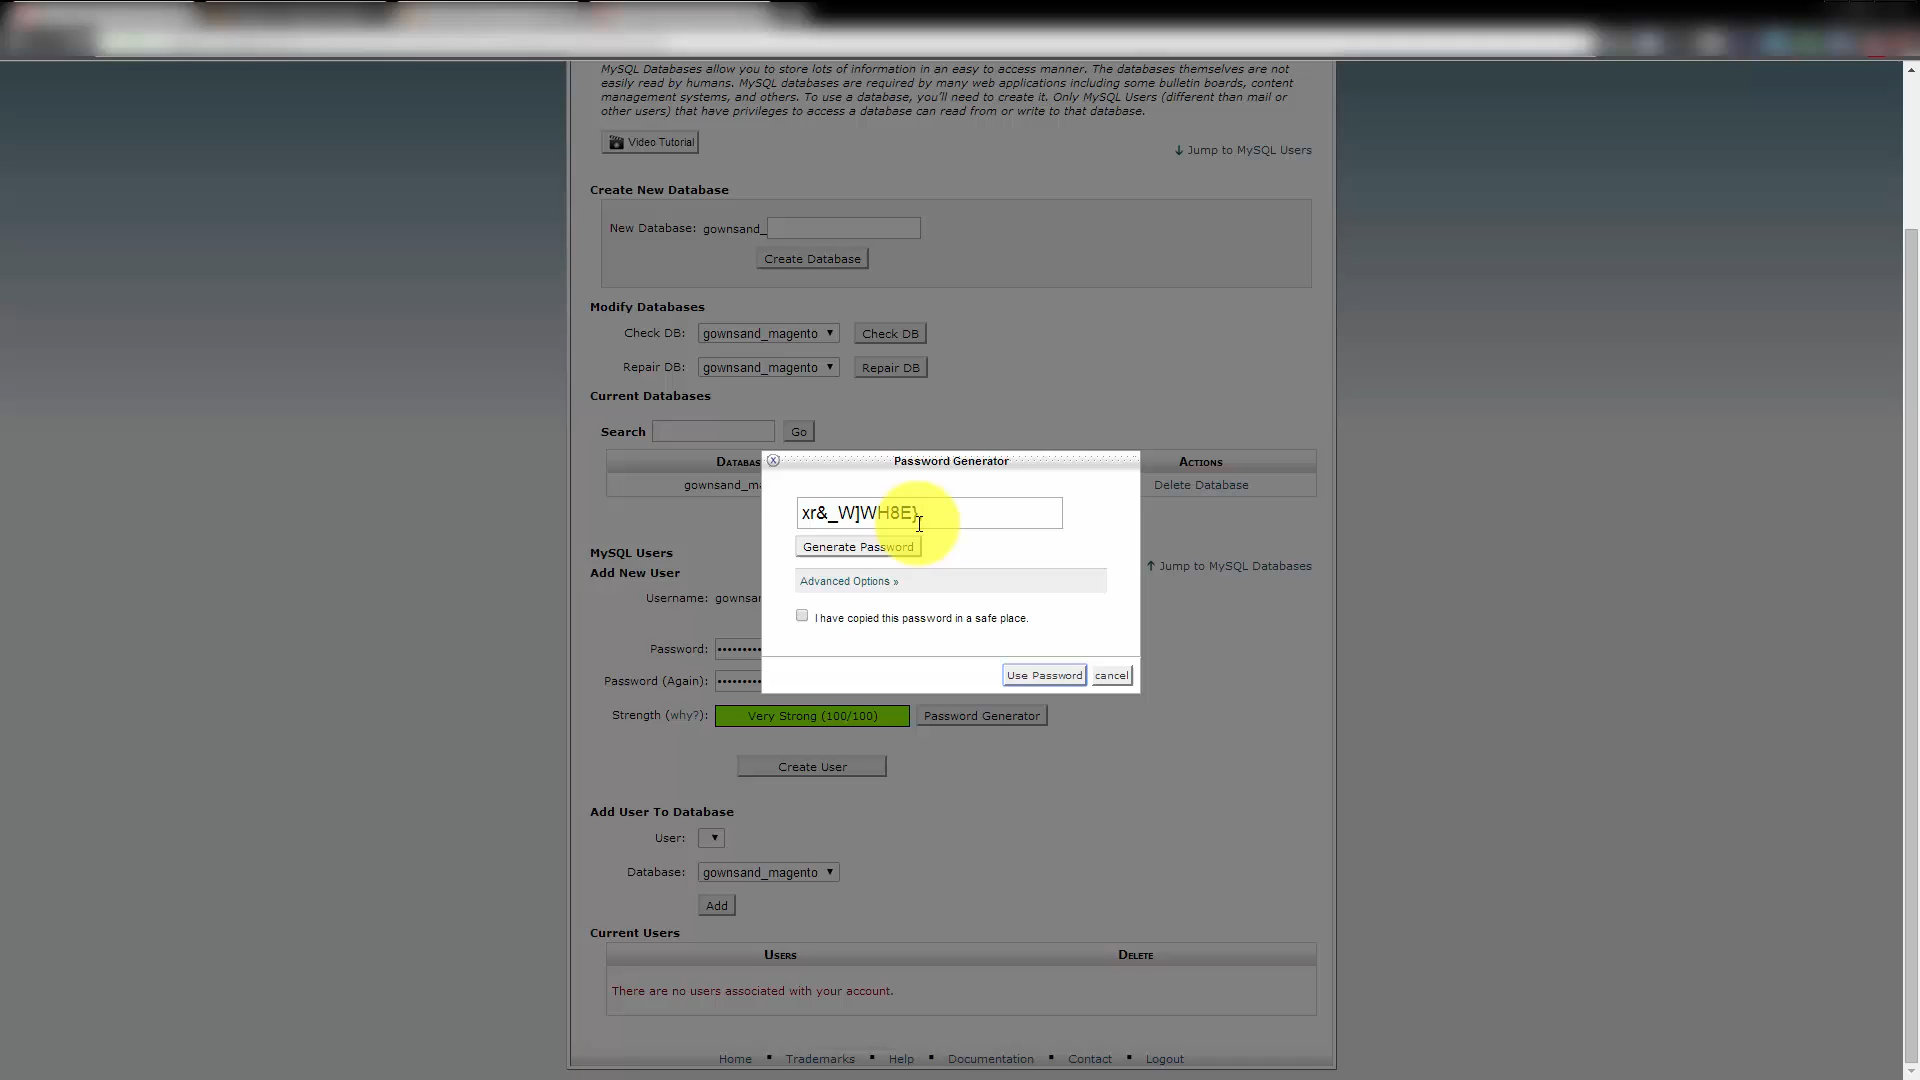 MySQL Databases allow you to store lots of information in an easy to access manner. The databases themselves are not
easily read by humans. MySQL databases are required by many web applications including some bulletin boards, content
management systems, and others. To use a database, you'll need to create it. Only MySQL Users (different than mail or
other users) that have privileges to access a database can read from or write to that database.
Video Tutorial
Jump to MySQL Users
Create New Database
New Database: gownsand_
Create Database
Modify Databases
Check DB: gownsand_magento Check DB
Repair DB: gownsand_magento Repair DB
Current Databases
Search Go
Databas Actions
gownsand_m Delete Database
Password Generator
xr&_W]WH8E}
Generate Password
Advanced Options »
I have copied this password in a safe place.
Use Password cancel
MySQL Users
Jump to MySQL Databases
Add New User
Username: gownsa
Password:
Password (Again):
Strength (why?): Very Strong (100/100) Password Generator
Create User
Add User To Database
User:
Database: gownsand_magento
Add
Current Users
Users Delete
There are no users associated with your account.
Home ▪ Trademarks ▪ Help ▪ Documentation ▪ Contact ▪ Logout